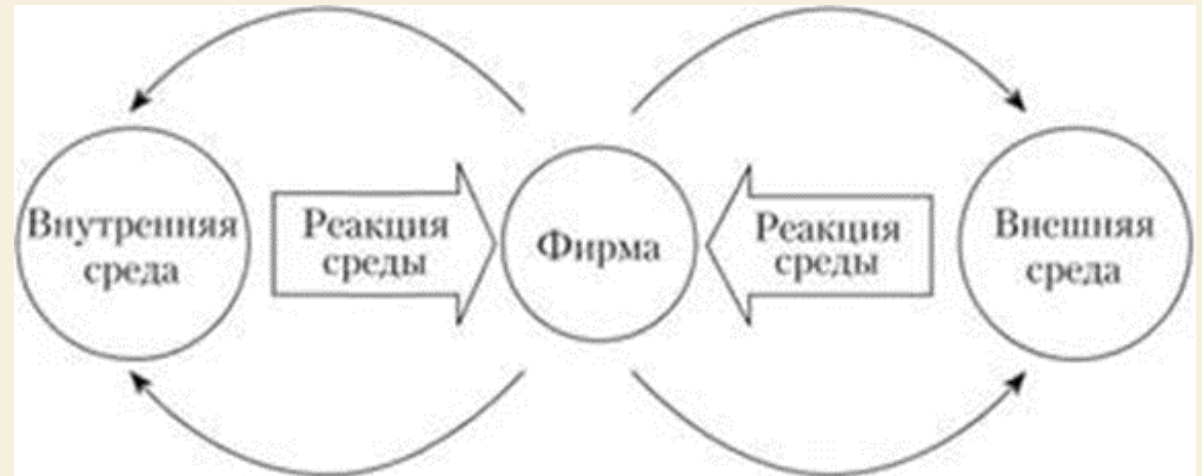 Внутренняя
среда
Реакция
среды
Фирма
Реакция
среды
Внешняя
среда